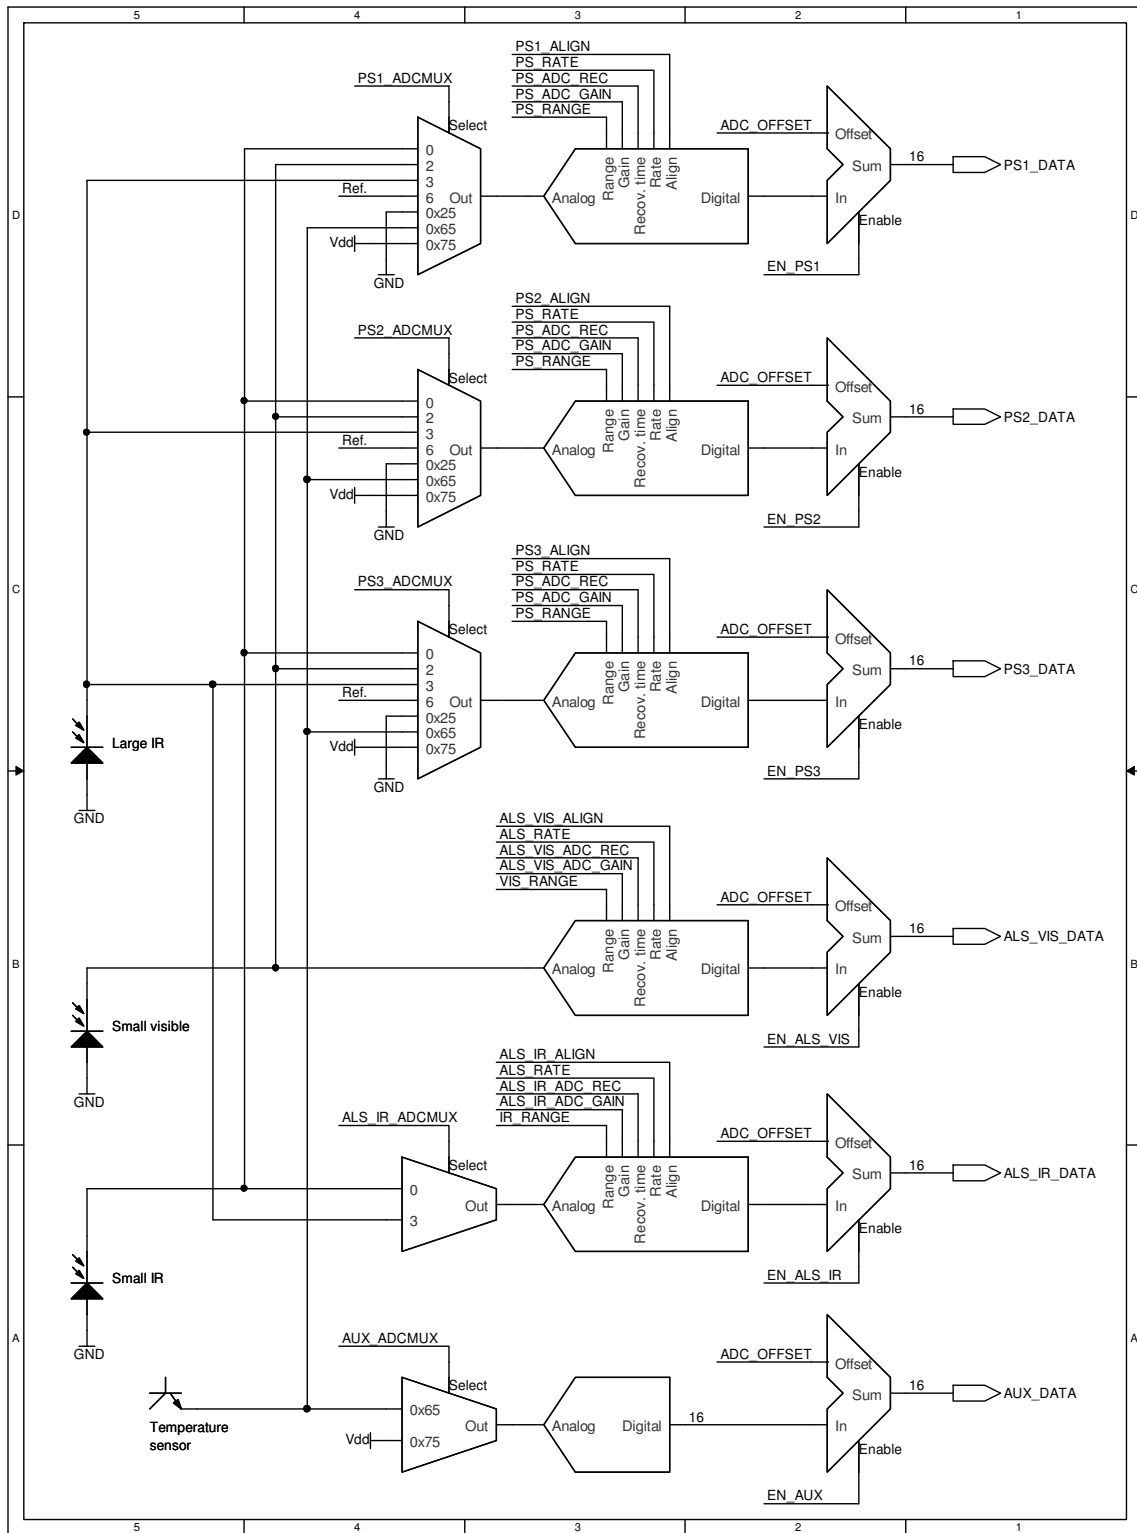 5 4 3 2 1
PS1_ALIGN
PS_RATE
PS1_ADCMUX PS_ADC_REC
PS_ADC_GAIN
PS_RANGE
Select ADC_OFFSET Offset
0
2 Sum 16 PS1_DATA
3
Ref. 6 Out Analog Range Gain Recov. time Rate Align Digital In
0x25
0x65 Enable
Vdd 0x75
EN_PS1
GND
D D
PS2_ALIGN
PS_RATE
PS2_ADCMUX PS_ADC_REC
PS_ADC_GAIN
PS_RANGE
Select ADC_OFFSET Offset
0
2 Sum 16 PS2_DATA
3
Ref. 6 Out Analog Range Gain Recov. time Rate Align Digital In
0x25
0x65 Enable
Vdd 0x75
EN_PS2
GND
PS3_ALIGN
PS_RATE
PS3_ADCMUX PS_ADC_REC
C C
PS_ADC_GAIN
PS_RANGE
Select ADC_OFFSET Offset
0
2 Sum 16 PS3_DATA
3
Ref. 6 Out Analog Range Gain Recov. time Rate Align Digital In
0x25
0x65 Enable
Large IR
Vdd 0x75
EN_PS3
GND
GND
ALS_VIS_ALIGN
ALS_RATE
ALS_VIS_ADC_REC
ALS_VIS_ADC_GAIN
VIS_RANGE
ADC_OFFSET Offset
Sum 16 ALS_VIS_DATA
B B
Analog Range Gain Recov. time Rate Align Digital In
Enable
Small visible
EN_ALS_VIS
GND
ALS_IR_ALIGN
ALS_RATE
ALS_IR_ADC_REC
ALS_IR_ADC_GAIN
ALS_IR_ADCMUX IR_RANGE
Select ADC_OFFSET Offset
Sum 16 ALS_IR_DATA
0
Out Analog Range Gain Recov. time Rate Align Digital In
3
Enable
Small IR
EN_ALS_IR
GND
A A
AUX_ADCMUX
Select ADC_OFFSET Offset
Sum 16 AUX_DATA
0x65
Out Analog Digital 16 In
Temperature
sensor
Vdd 0x75
Enable
EN_AUX
5 4 3 2 1